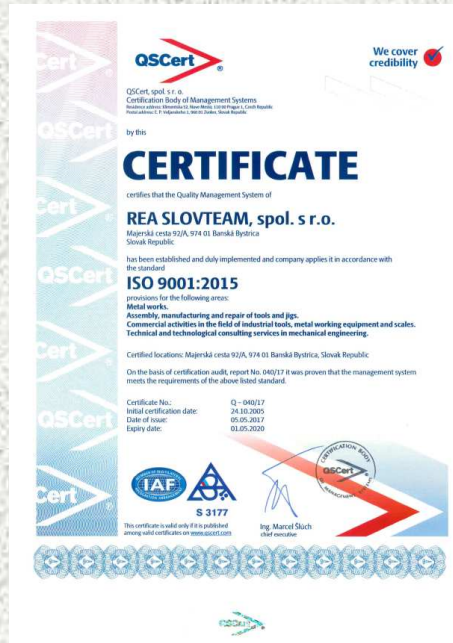 QSCert
®
We cover
credibility
QSCert, spol. s r. o.
Certification Body of Management Systems
by this
CERTIFICATE
certifies that the Quality Management System of
REA SLOVTEAM, spol. s r.o.
Majerská cesta 92/A, 974 01 Banská Bystrica
Slovak Republic
has been established and duly implemented and company applies it in accordance with
the standard
ISO 9001:2015
provisions for the following areas:
Metal works.
Assembly, manufacturing and repair of tools and jigs.
Commercial activities in the field of industrial tools, metal working equipment and scales.
Technical and technological consulting services in mechanical engineering.
Certified locations: Majerská cesta 92/A, 974 01 Banská Bystrica, Slovak Republic
On the basis of certification audit, report No. 040/17 it was proven that the management system
meets the requirements of the above listed standard.
Certificate No.: Q – 040/17
Initial certification date: 24.10.2005
Date of issue: 05.05.2017
Expiry date: 01.05.2020
IAF
S 3177
CERTIFICATION BODY
QSCert
This certificate is valid only if it is published
among valid certificates on www.qscert.com
Ing. Marcel Šlúch
chief executive